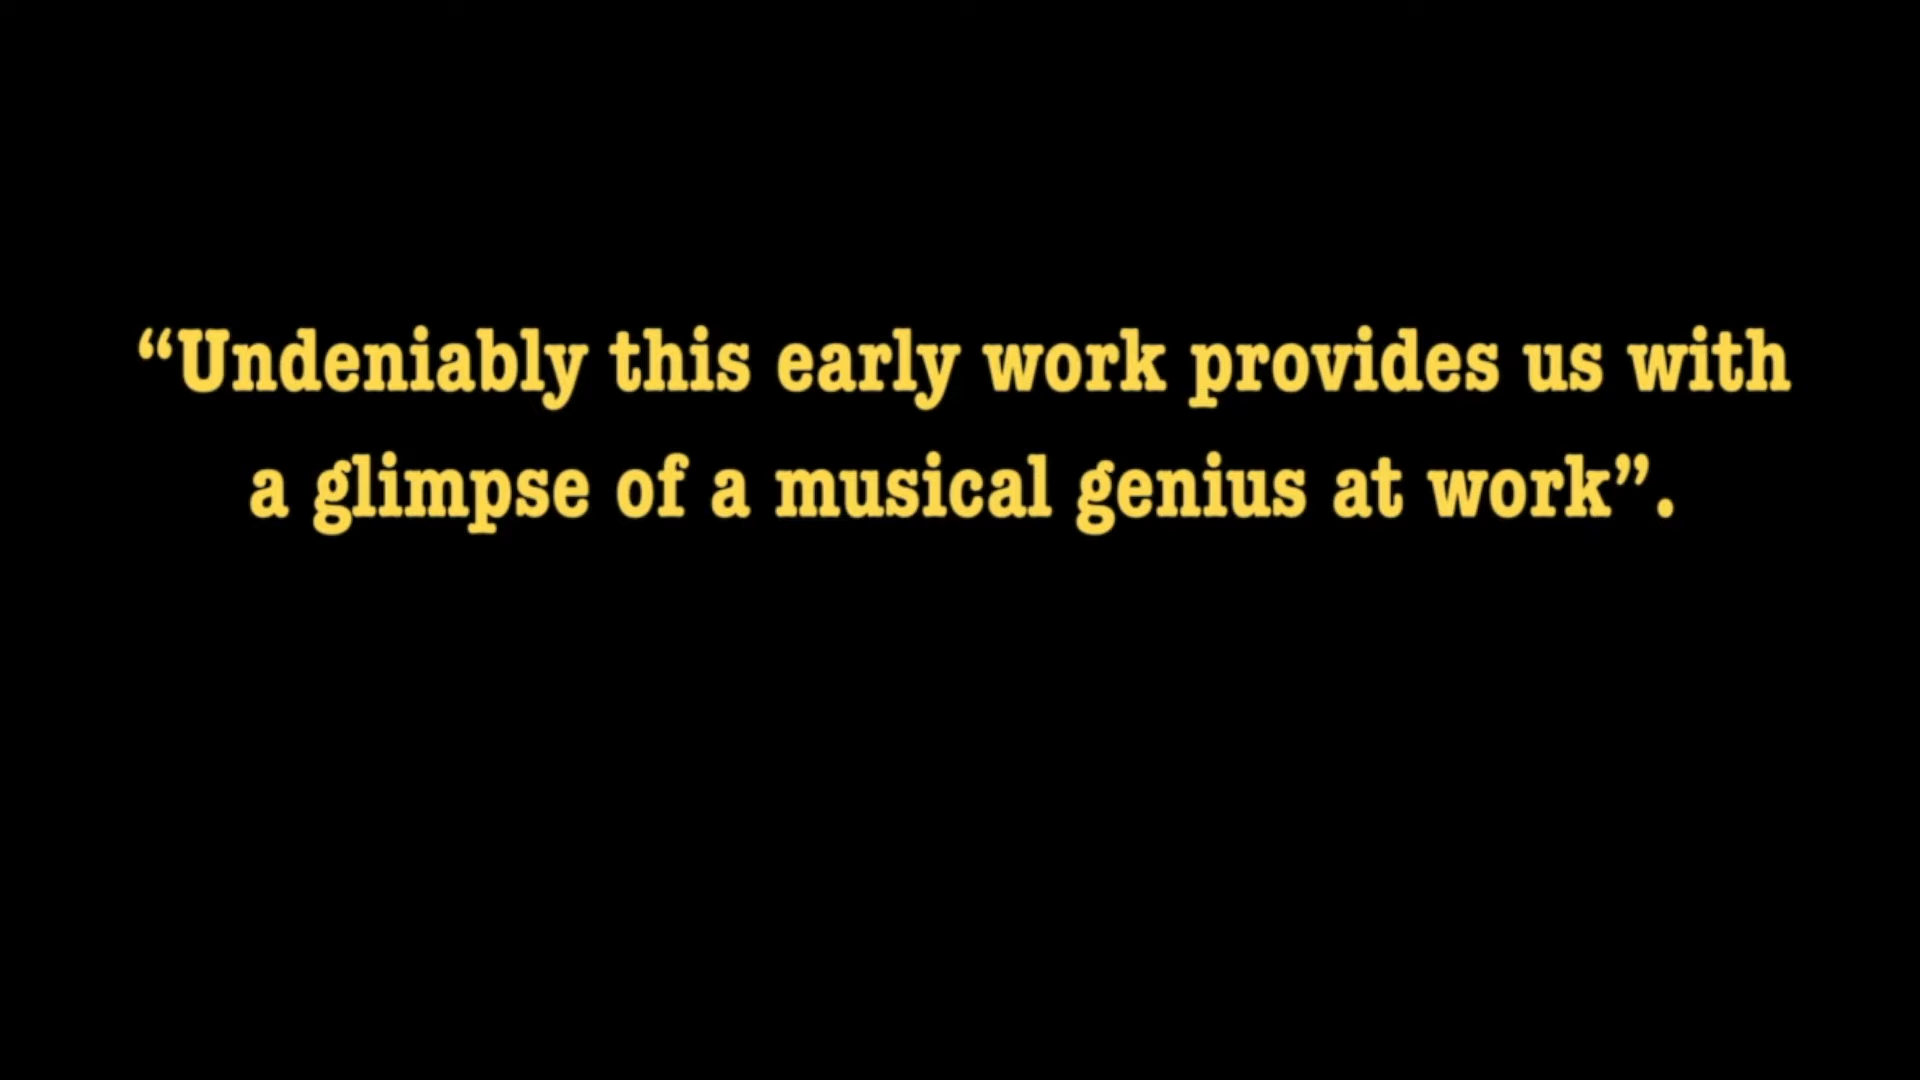 “Undeniably this early work provides us with
a glimpse of a musical genius at work”.